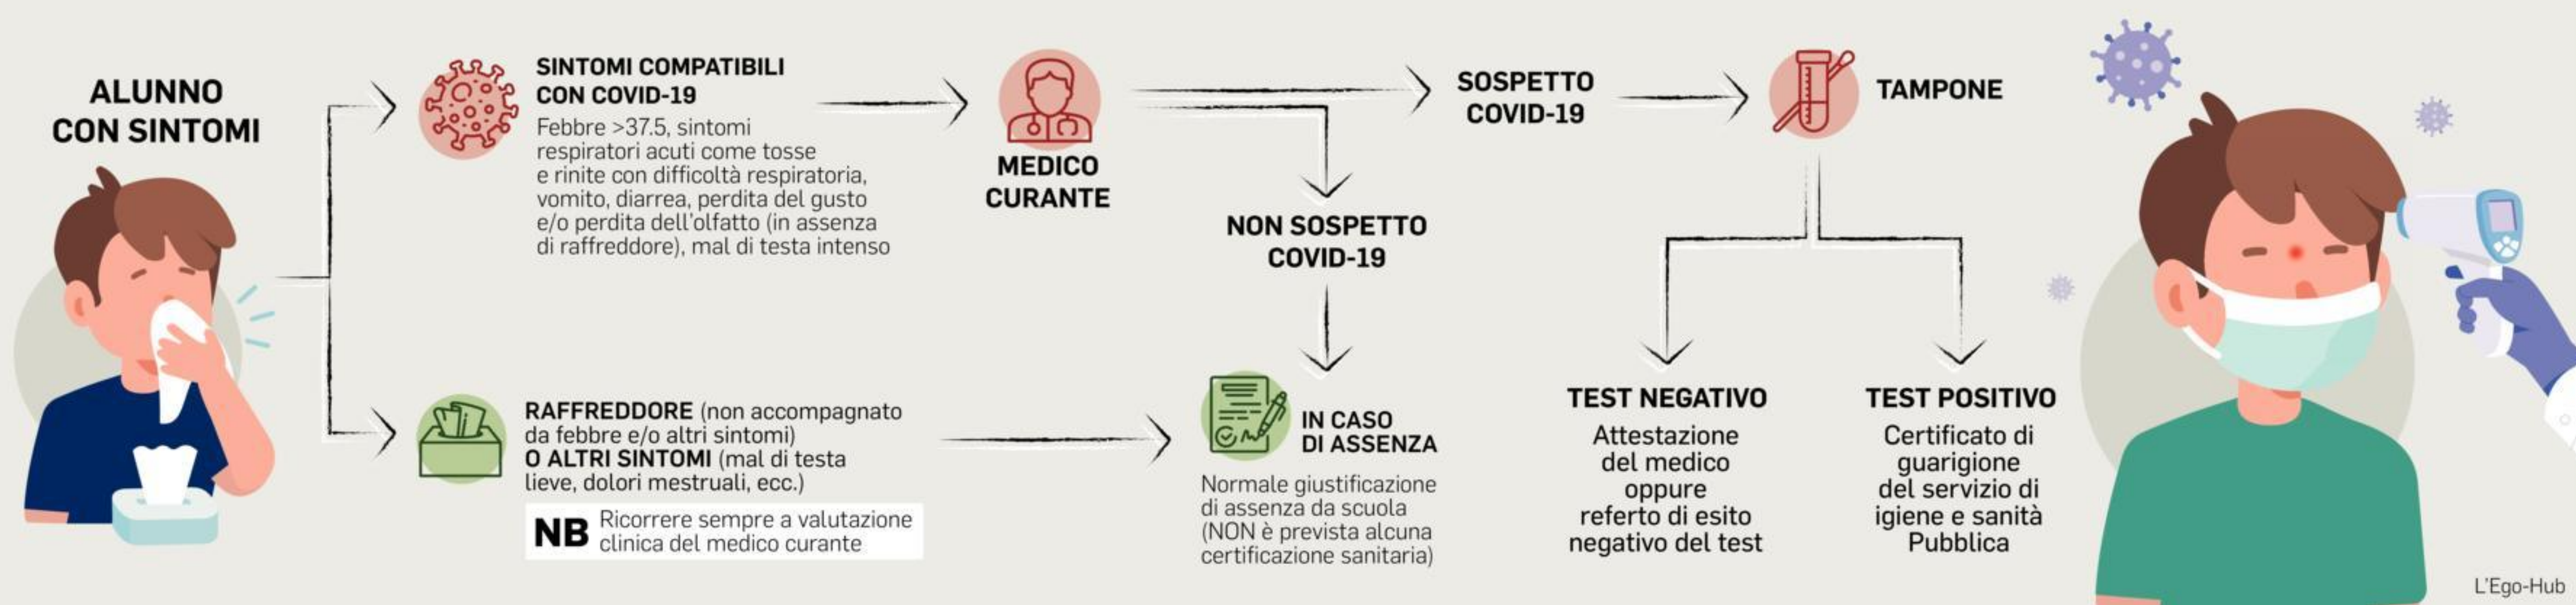 ALUNNO
CON SINTOMI
SINTOMI COMPATIBILI
CON COVID-19
Febbre >37.5, sintomi
respiratori acuti come tosse
e rinite con difficoltà respiratoria,
vomito, diarrea, perdita del gusto
e/o perdita dell'olfatto (in assenza
di raffreddore), mal di testa intenso
MEDICO
CURANTE
SOSPETTO
COVID-19
TAMPONE
NON SOSPETTO
COVID-19
RAFFREDDORE (non accompagnato
da febbre e/o altri sintomi)
O ALTRI SINTOMI (mal di testa
lieve, dolori mestruali, ecc.)
NB Ricorrere sempre a valutazione
clinica del medico curante
IN CASO
DI ASSENZA
Normale giustificazione
di assenza da scuola
(NON è prevista alcuna
certificazione sanitaria)
TEST NEGATIVO
Attestazione
del medico
oppure
referto di esito
negativo del test
TEST POSITIVO
Certificato di
guarigione
del servizio di
igiene e sanità
Pubblica
L'Ego-Hub